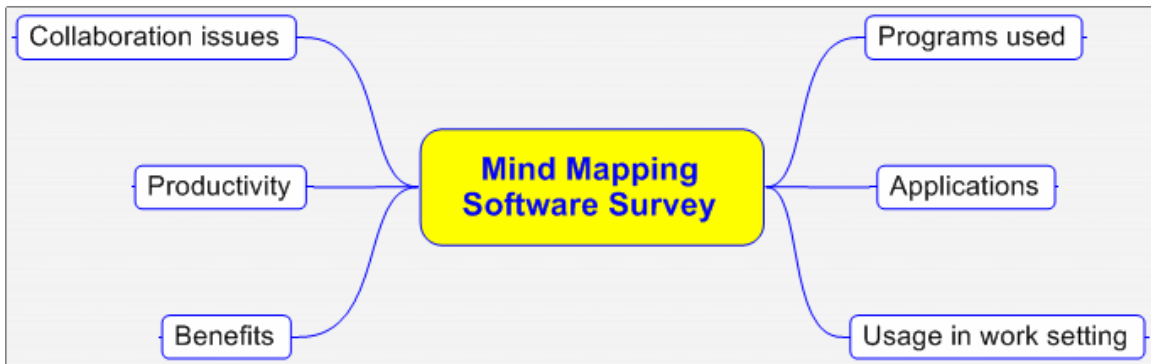 Collaboration issues
Programs used
Mind Mapping
Software Survey
Productivity
Applications
Benefits
Usage in work setting